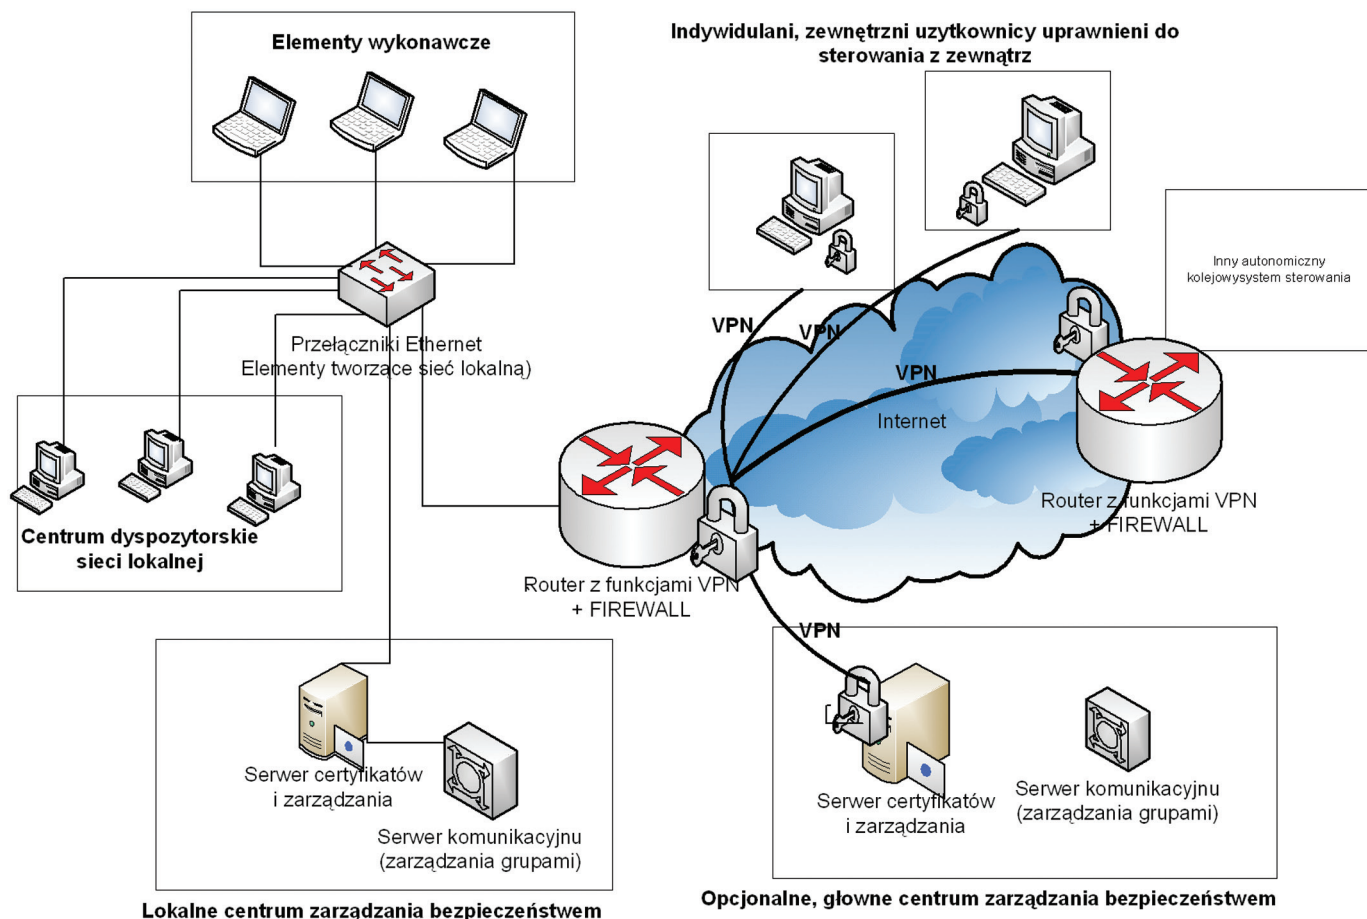 Elementy wykonawcze
Indywidulani, zewnętrzni uzytkownicy uprawnieni do
sterowania z zewnątrz
Inny autonomiczny
kolejowysystem sterowania
VPN
VPN
VPN
Internet
Przełączniki Ethernet
Elementy tworzące sieć lokalną)
Router z funkcjami VPN
+ FIREWALL
Centrum dyspozytorskie
sieci lokalnej
Router z funkcjami VPN
+ FIREWALL
VPN
Serwer certyfikatów
i zarządzania
Serwer komunikacyjnu
(zarządzania grupami)
Serwer certyfikatów
i zarządzania
Serwer komunikacyjnu
(zarządzania grupami)
Lokalne centrum zarządzania bezpieczeństwem
Opcjonalne, głowne centrum zarządzania bezpieczeństwem